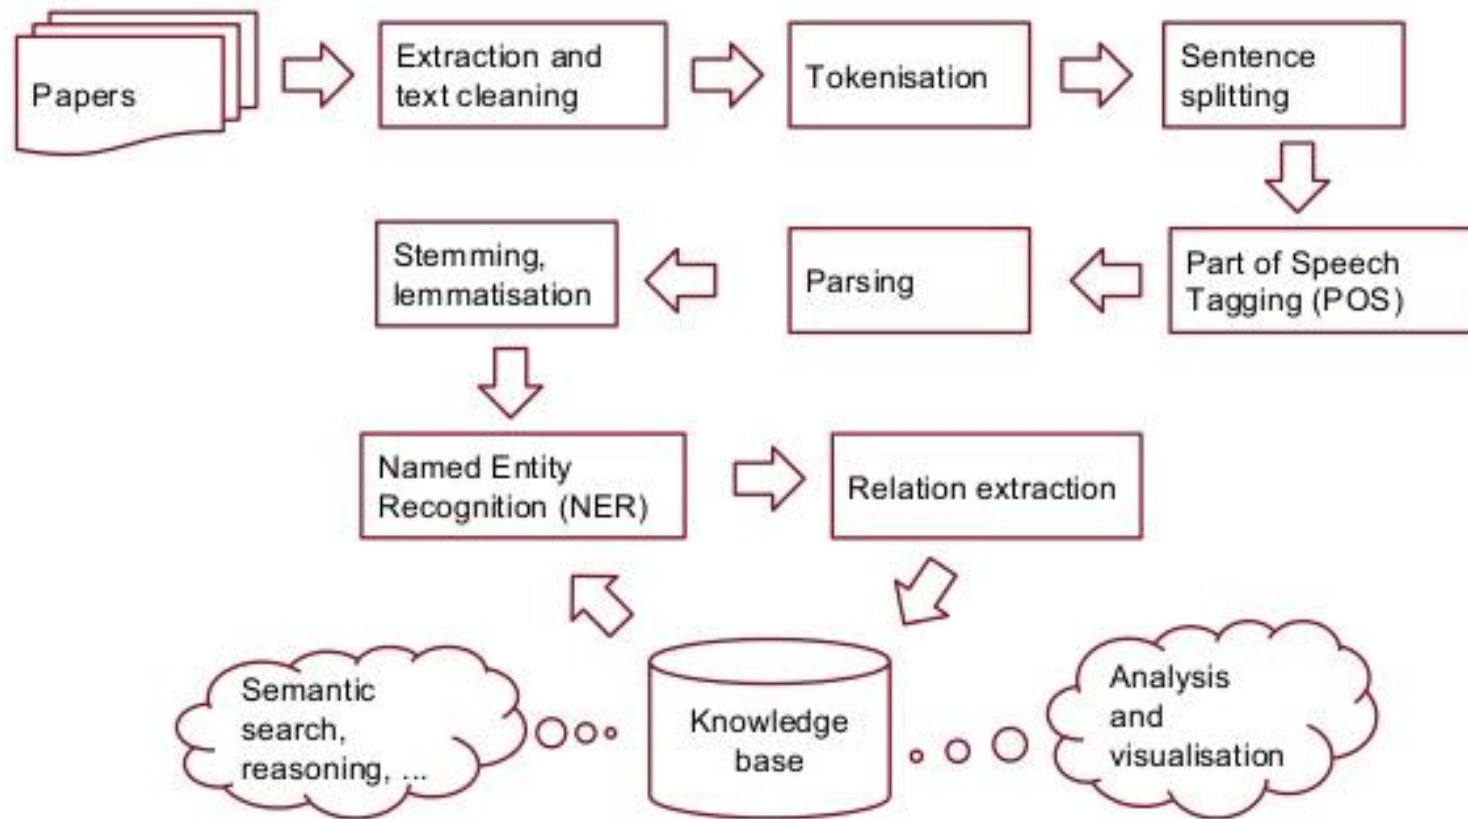 Papers
Extraction and
text cleaning
Tokenisation
Sentence
splitting
Part of Speech
Tagging (POS)
Parsing
Stemming,
lemmatisation
Named Entity
Recognition (NER)
Relation extraction
Knowledge
base
Semantic
search,
reasoning, ...
Analysis
and
visualisation